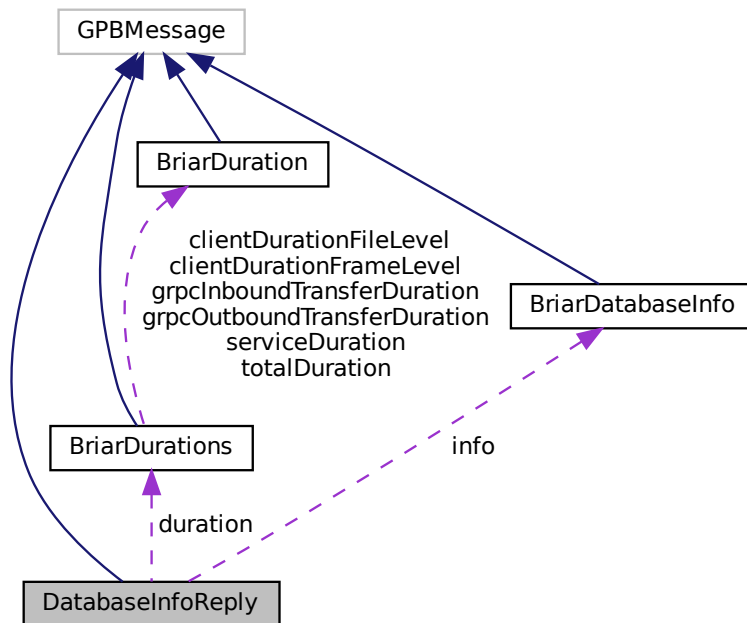 GPBMessage
BriarDuration
clientDurationFileLevel
clientDurationFrameLevel
grpcInboundTransferDuration
grpcOutboundTransferDuration
serviceDuration
totalDuration
BriarDatabaseInfo
BriarDurations
info
duration
DatabaseInfoReply